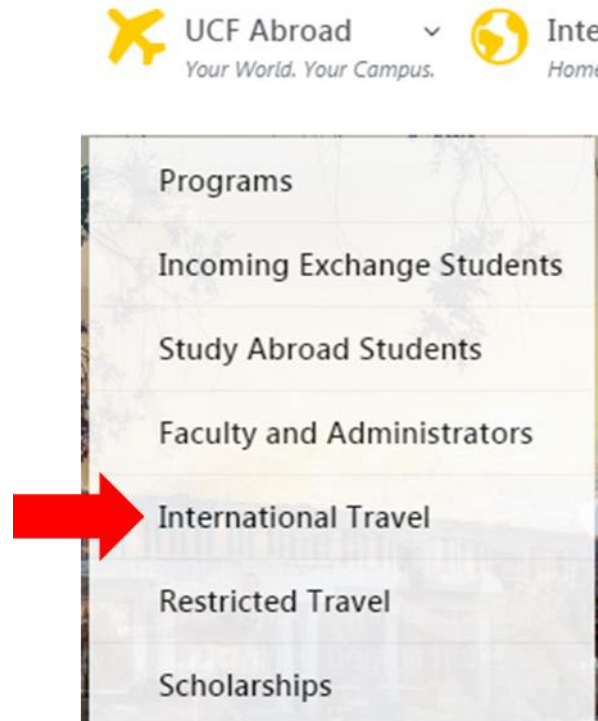 UCF Abroad
Your World. Your Campus.
Programs
Incoming Exchange Students
Study Abroad Students
Faculty and Administrators
International Travel
Restricted Travel
Scholarships